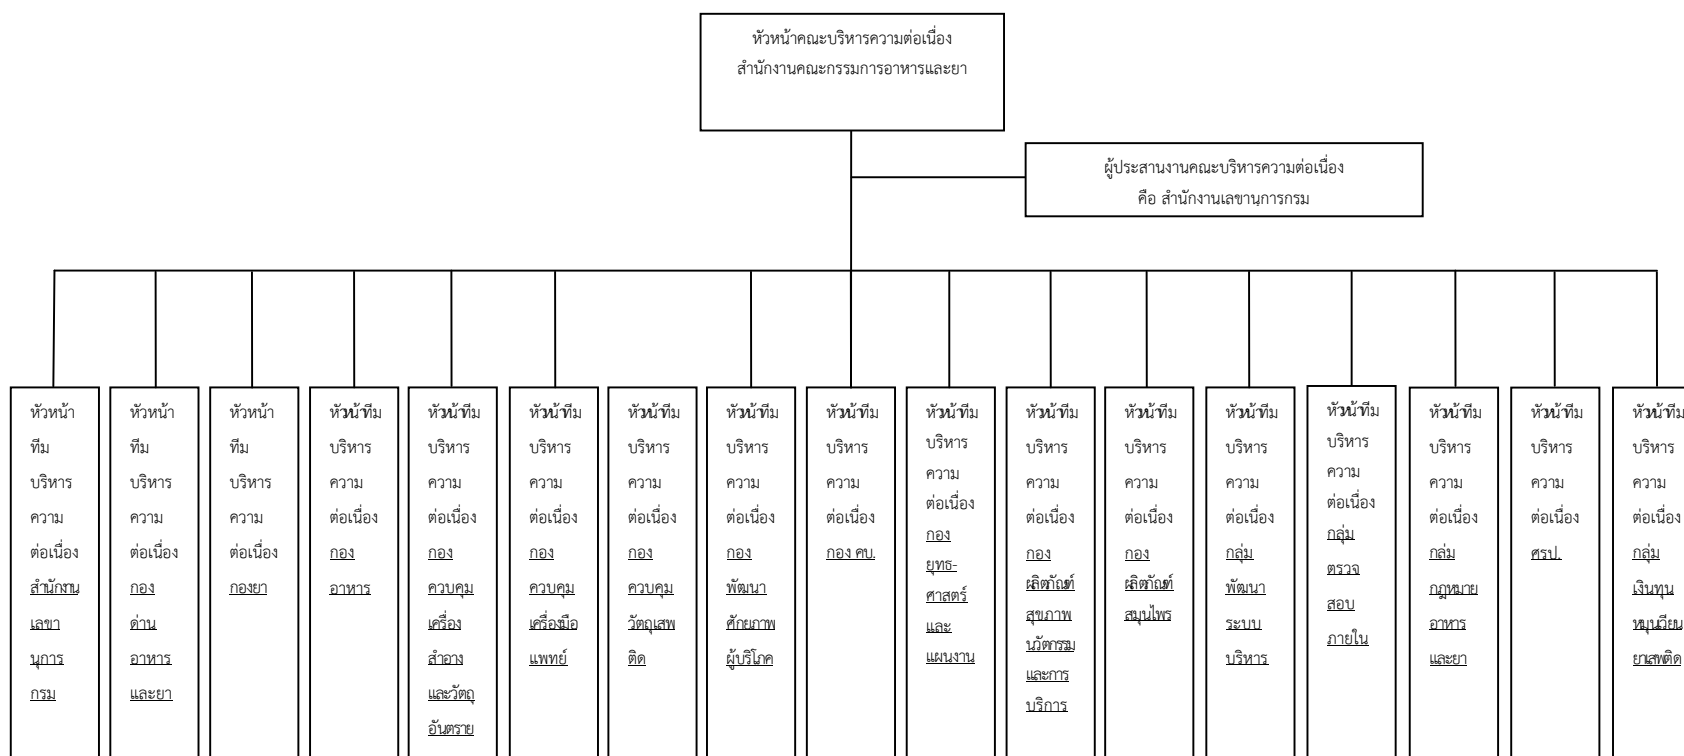 หัวหน้าคณะบริหารความต่อเนื่อง
สำนักงานคณะกรรมการอาหารและยา
ผู้ประสานงานคณะบริหารความต่อเนื่อง
คือ สำนักงานเลขานุการกรม
หัวหน้า
ทีม
บริหาร
ความ
ต่อเนื่อง
สำนักงาน
เลขา
นุการ
กรม
หัวหน้า
ทีม
บริหาร
ความ
ต่อเนื่อง
กอง
ด่าน
อาหาร
และยา
หัวหน้า
ทีม
บริหาร
ความ
ต่อเนื่อง
กองยา
หัวหน้าทีม
บริหาร
ความ
ต่อเนื่อง
กอง
อาหาร
หัวหน้าทีม
บริหาร
ความ
ต่อเนื่อง
กอง
ควบคุม
เครื่อง
สำอาง
และวัตถุ
อันตราย
หัวหน้าทีม
บริหาร
ความ
ต่อเนื่อง
กอง
ควบคุม
เครื่องมือ
แพทย์
หัวหน้าทีม
บริหาร
ความ
ต่อเนื่อง
กอง
ควบคุม
วัตถุเสพ
ติด
หัวหน้าทีม
บริหาร
ความ
ต่อเนื่อง
กอง
พัฒนา
ศักยภาพ
ผู้บริโภค
หัวหน้าทีม
บริหาร
ความ
ต่อเนื่อง
กอง คบ.
หัวหน้าทีม
บริหาร
ความ
ต่อเนื่อง
กอง
ยุทธ-
ศาสตร์
และ
แผนงาน
หัวหน้าทีม
บริหาร
ความ
ต่อเนื่อง
กอง
ผลิตภัณฑ์
สุขภาพ
นวัตกรรม
และการ
บริการ
หัวหน้าทีม
บริหาร
ความ
ต่อเนื่อง
กอง
ผลิตภัณฑ์
สมุนไพร
หัวหน้าทีม
บริหาร
ความ
ต่อเนื่อง
กลุ่ม
พัฒนา
ระบบ
บริหาร
หัวหน้าทีม
บริหาร
ความ
ต่อเนื่อง
กลุ่ม
ตรวจ
สอบ
ภายใน
หัวหน้าทีม
บริหาร
ความ
ต่อเนื่อง
กลุ่ม
กฎหมาย
อาหาร
และยา
หัวหน้าทีม
บริหาร
ความ
ต่อเนื่อง
ศรป.
หัวหน้าทีม
บริหาร
ความ
ต่อเนื่อง
กลุ่ม
เงินทุน
หมุนเวียน
ยาเสพติด